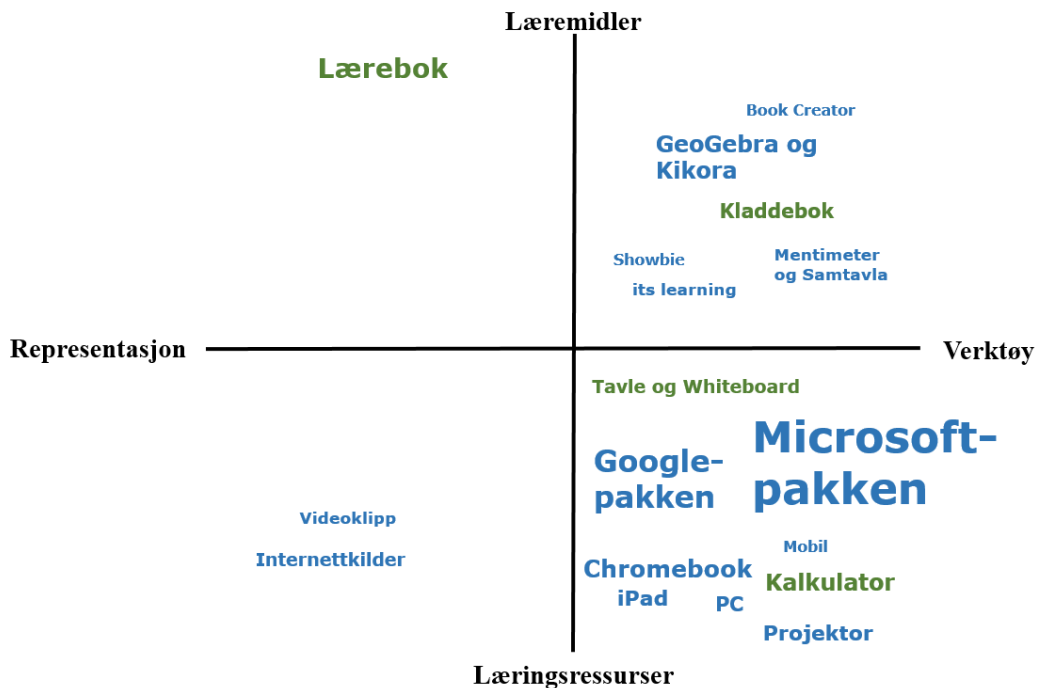 Læremidler
Lærebok
Book Creator
GeoGebra og
Kikora
Kladdebok
Showbie
Mentimeter
og Samtavla
its learning
Representasjon
Verktøy
Tavle og Whiteboard
Microsoft-
pakken
Google-
pakken
Videoklipp
Internettkilder
Mobil
Chromebook
Kalkulator
iPad
PC
Projektor
Læringsressurser